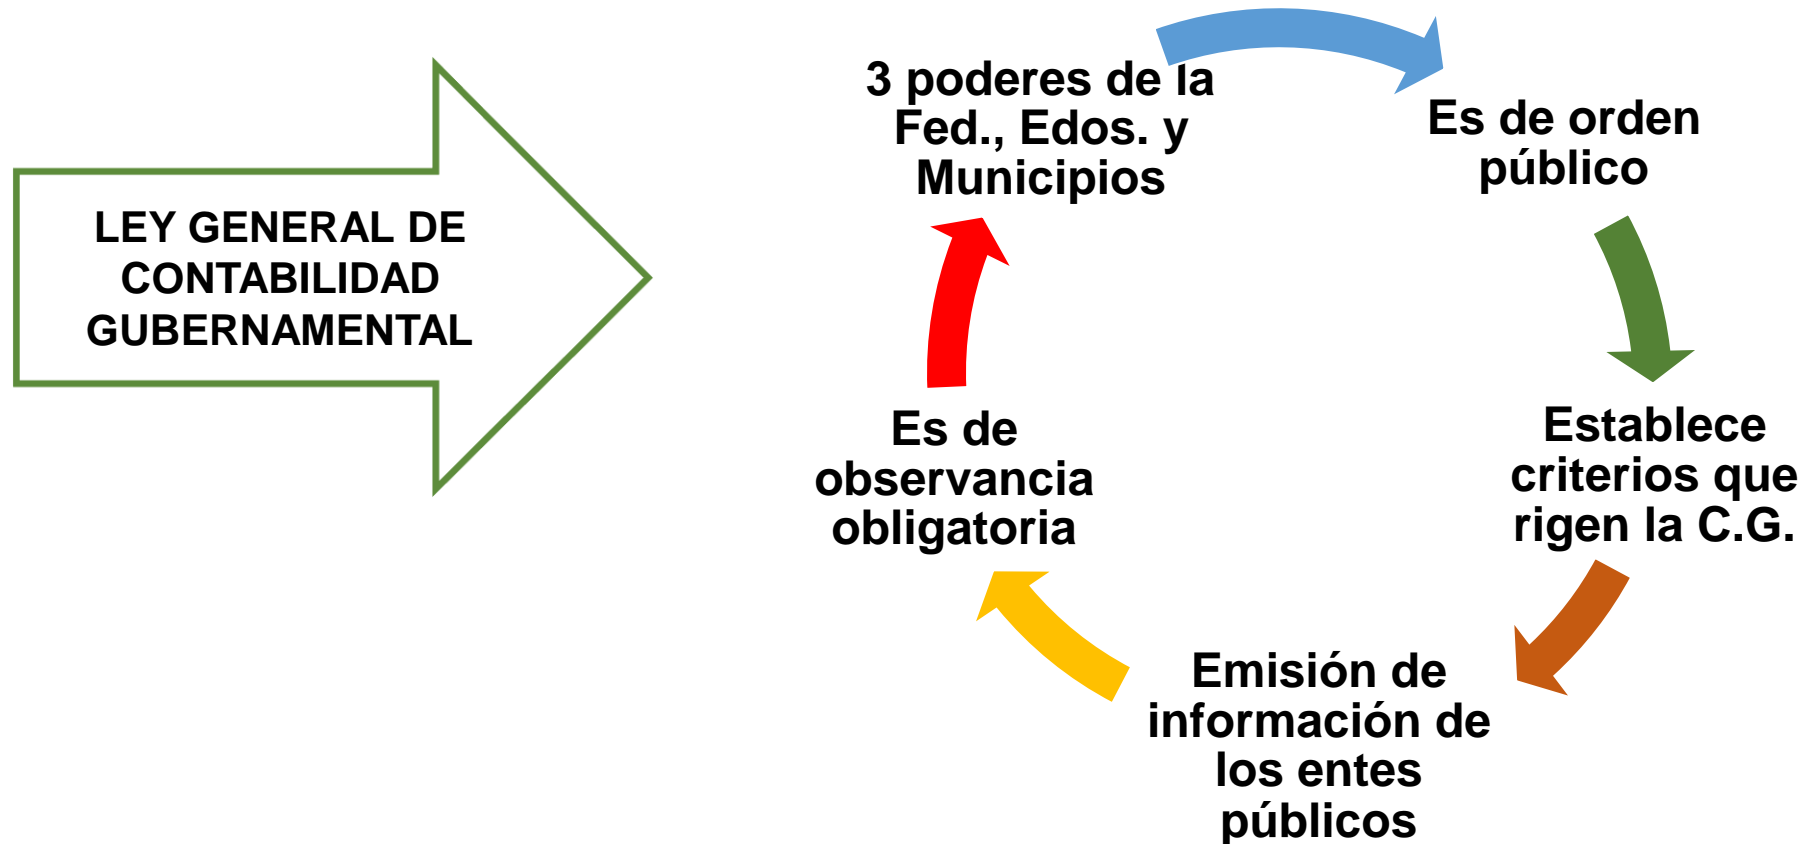 LEY GENERAL DE
CONTABILIDAD
GUBERNAMENTAL
3 poderes de la
Fed., Edos. y
Municipios
Es de orden
público
Establece
criterios que
rigen la C.G.
Emisión de
información de
los entes
públicos
Es de
observancia
obligatoria